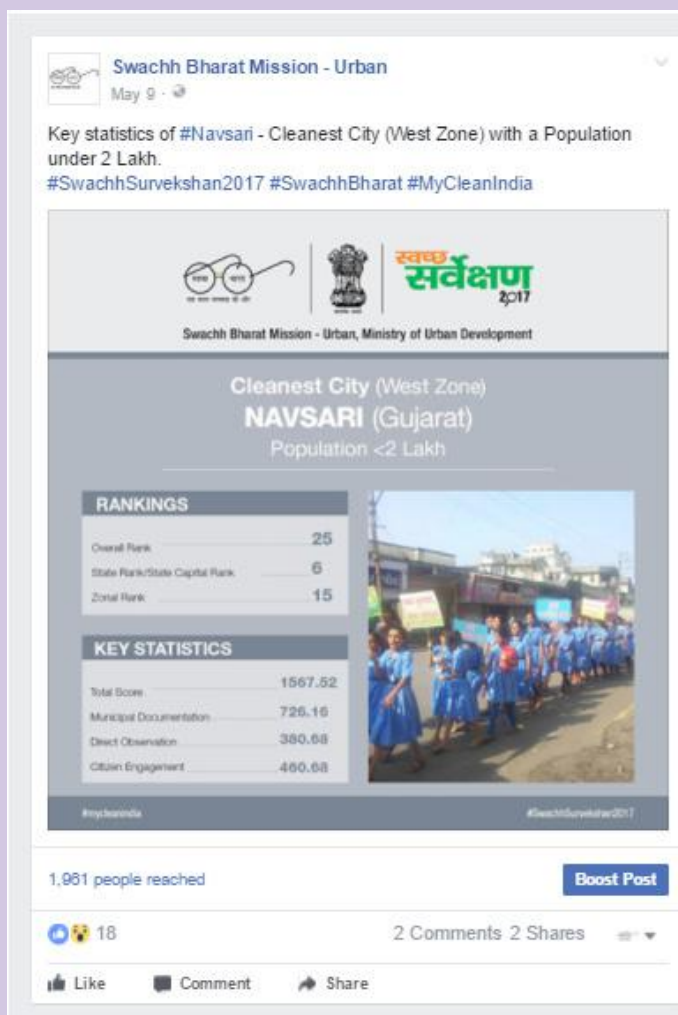 Swachh Bharat Mission - Urban
May 9 ·
Key statistics of #Navsari - Cleanest City (West Zone) with a Population
under 2 Lakh.
#SwachhSurvekshan2017 #SwachhBharat #MyCleanIndia
स्वच्छ
सर्वेक्षण
2017
Swachh Bharat Mission - Urban, Ministry of Urban Development
Cleanest City (West Zone)
NAVSARI (Gujarat)
Population <2 Lakh
RANKINGS
Overall Rank 25
State Rank/State Capital Rank 6
Zonal Rank 15
KEY STATISTICS
Total Score 1567.52
Municipal Documentation 726.16
Direct Observation 380.68
Citizen Engagement 460.68
#mycleanindia #SwachhSurvekshan2017
1,961 people reached
Boost Post
18 2 Comments 2 Shares
Like Comment Share